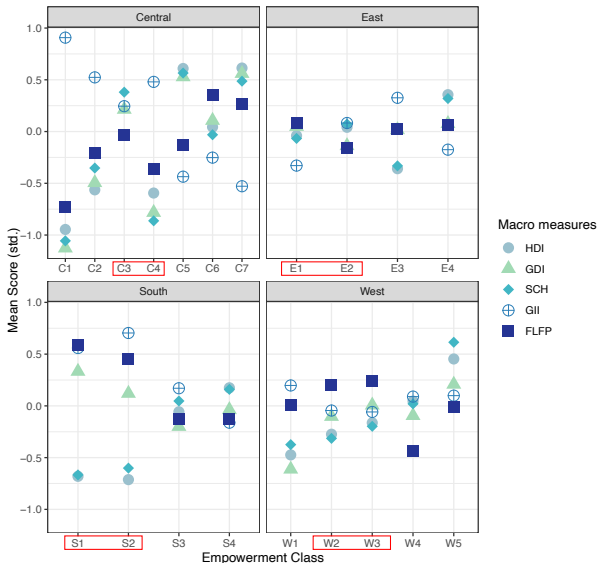 Central
East
1.0
0.5
0.0
−0.5
−1.0
C1 C2 C3 C4 C5 C6 C7
E1 E2 E3 E4
South
West
1.0
0.5
0.0
−0.5
−1.0
S1 S2 S3 S4
W1 W2 W3 W4 W5
Mean Score (std.)
Empowerment Class
Macro measures
HDI
GDI
SCH
GII
FLFP